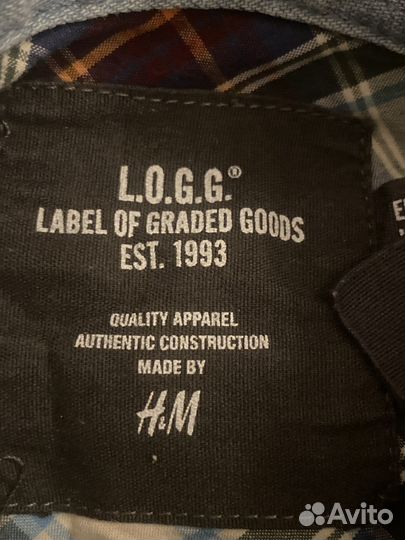 L.O.G.G.®
LABEL OF GRADED GOODS
EST. 1993
QUALITY APPAREL
AUTHENTIC CONSTRUCTION
MADE BY
H&M
Avito